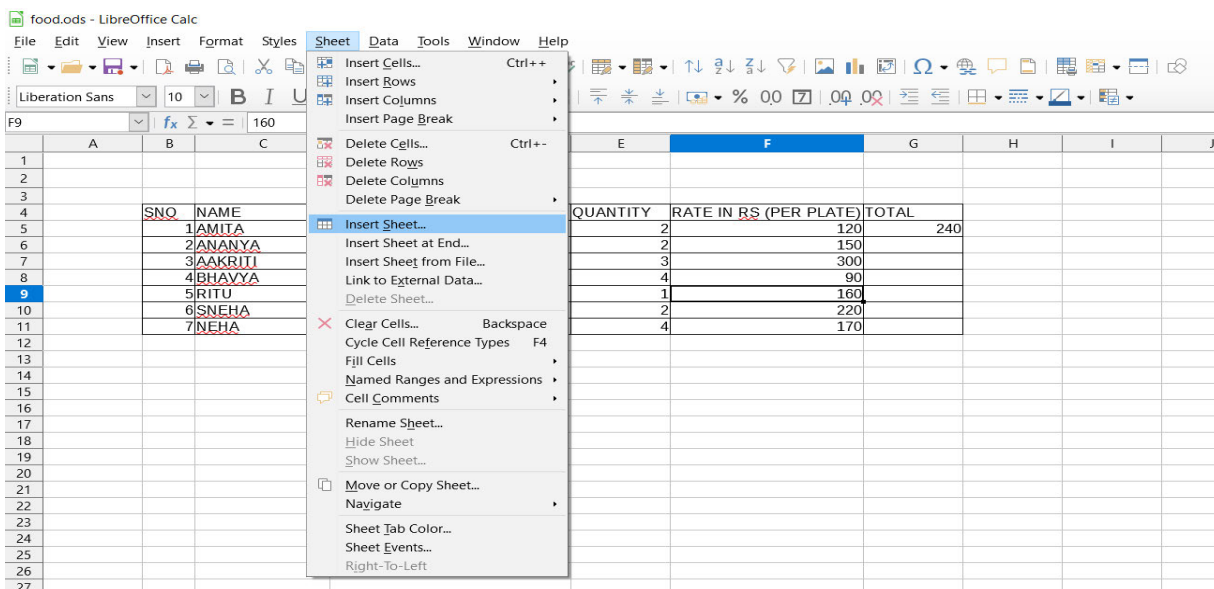 food.ods - LibreOffice Calc
File Edit View Insert Format Styles Sheet Data Tools Window Help
Liberation Sans 10 B I U % 0.0 7 .00 .00
F9 fx Σ = 160
A B C E F G H I J
1
2
3
4 SNO NAME QUANTITY RATE IN RS (PER PLATE) TOTAL
5 1 AMITA 2 120 240
6 2 ANANYA 2 150
7 3 AAKRITI 3 300
8 4 BHAVYA 4 90
9 5 RITU 1 160
10 6 SNEHA 2 220
11 7 NEHA 4 170
12
13
14
15
16
17
18
19
20
21
22
23
24
25
26
27
Insert Cells... Ctrl++
Insert Rows
Insert Columns
Insert Page Break
Delete Cells... Ctrl+-
Delete Rows
Delete Columns
Delete Page Break
Insert Sheet...
Insert Sheet at End...
Insert Sheet from File...
Link to External Data...
Delete Sheet...
Clear Cells... Backspace
Cycle Cell Reference Types F4
Fill Cells
Named Ranges and Expressions
Cell Comments
Rename Sheet...
Hide Sheet
Show Sheet...
Move or Copy Sheet...
Navigate
Sheet Tab Color...
Sheet Events...
Right-To-Left